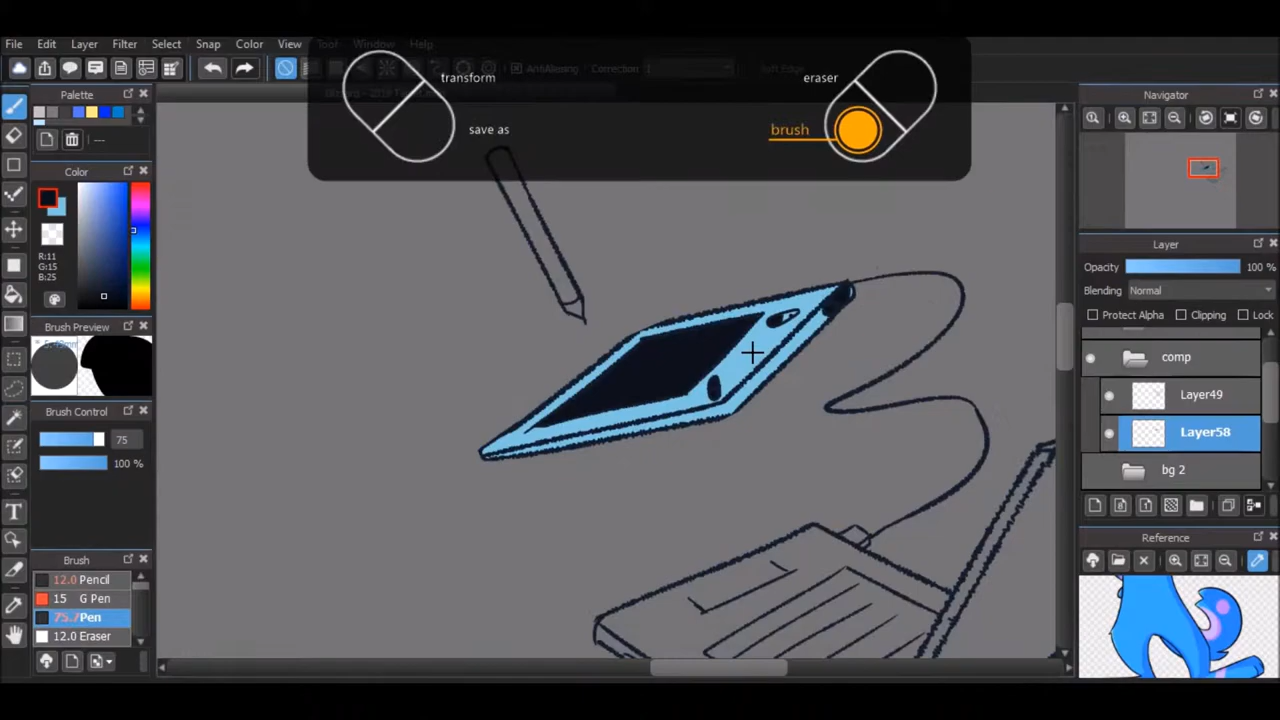 File Edit Layer Filter Select Snap Color View Tool Window Help
AntiAliasing Correction 1 Soft Edge
transform
save as
eraser
brush
Palette
---
Color
R:11
G:15
B:25
Brush Preview
Brush Control
75
100 %
Brush
12.0 Pencil
15 G Pen
75.7 Pen
12.0 Eraser
Navigator
Layer
Opacity 100 %
Blending Normal
Protect Alpha Clipping Lock
comp
Layer49
Layer58
bg 2
Reference